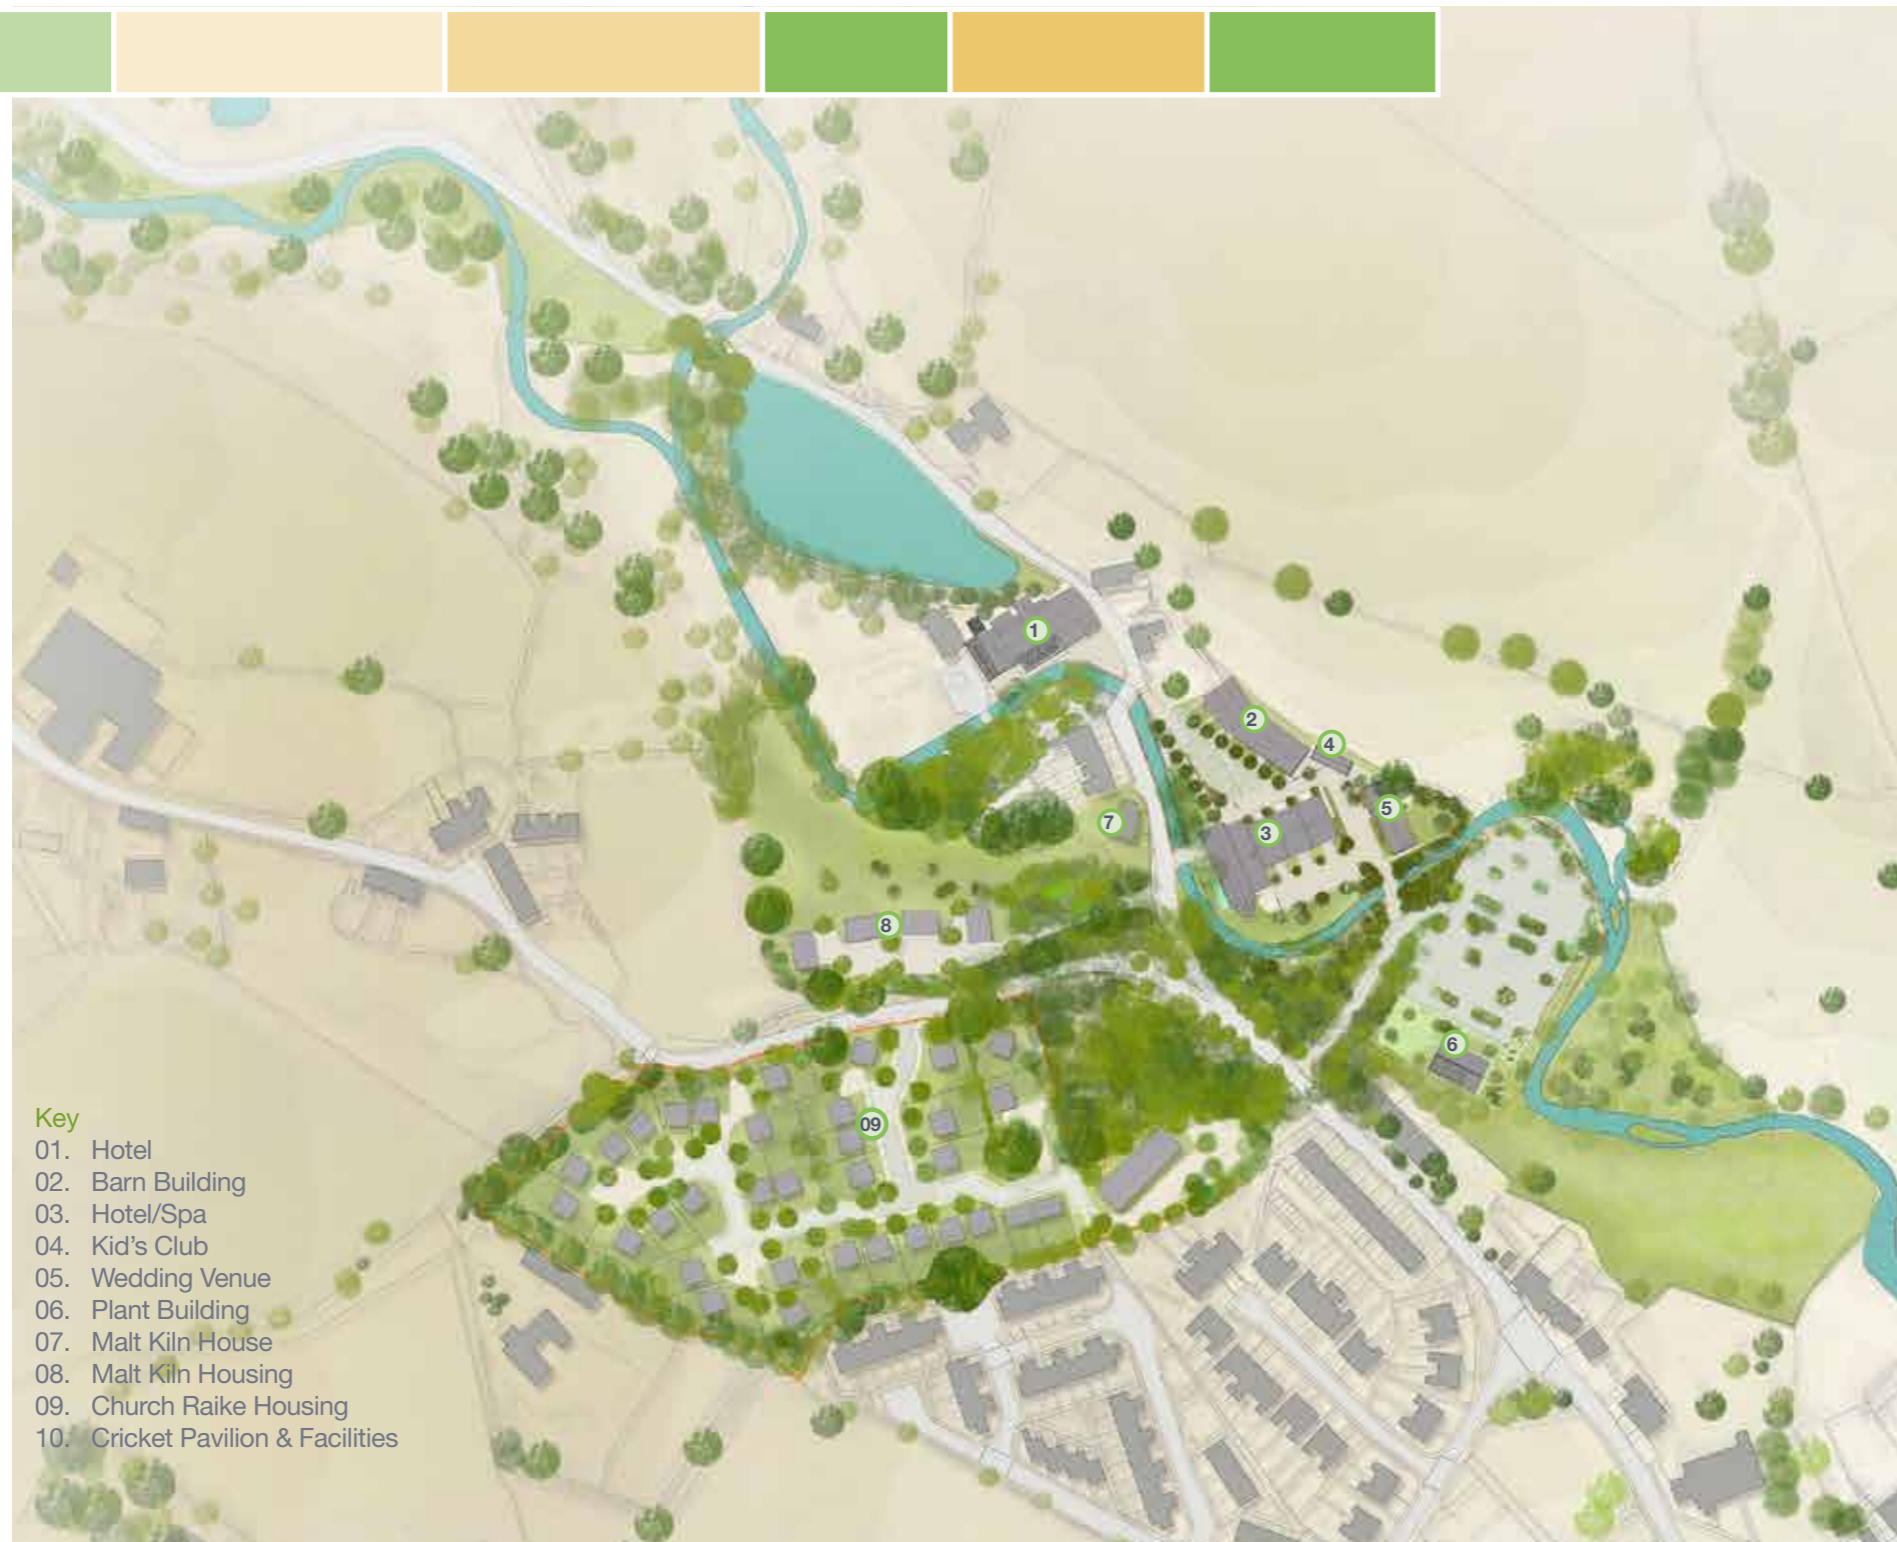 1
2
4
5
3
7
8
6
09
Key
01. Hotel
02. Barn Building
03. Hotel/Spa
04. Kid's Club
05. Wedding Venue
06. Plant Building
07. Malt Kiln House
08. Malt Kiln Housing
09. Church Raike Housing
10. Cricket Pavilion & Facilities